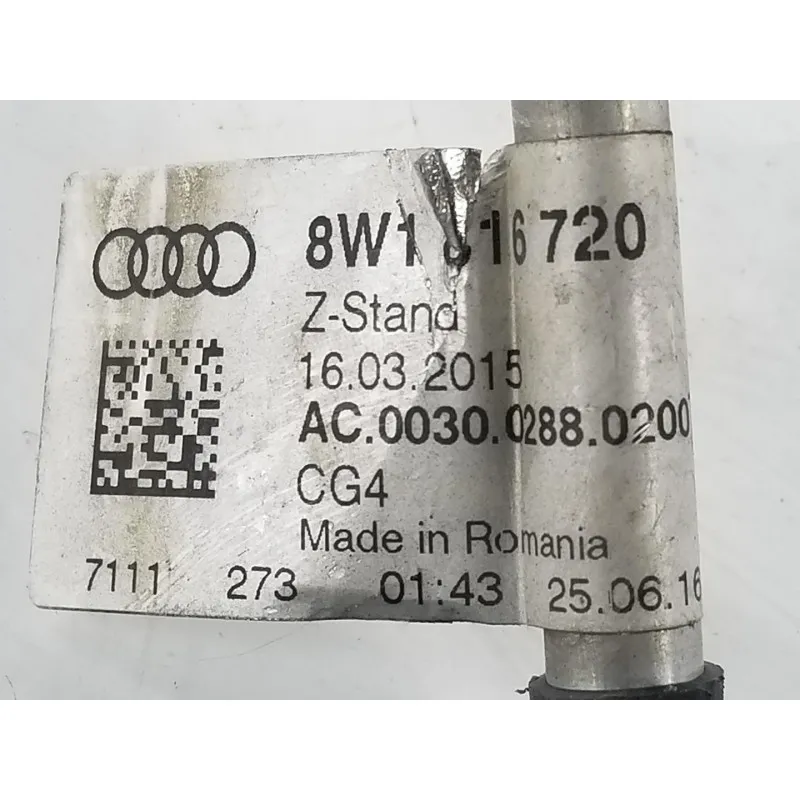 8W1 816 720
Z-Stand
16.03.2015
AC.0030.0288.0200
CG4
Made in Romania
7111 273 01:43 25.06.16